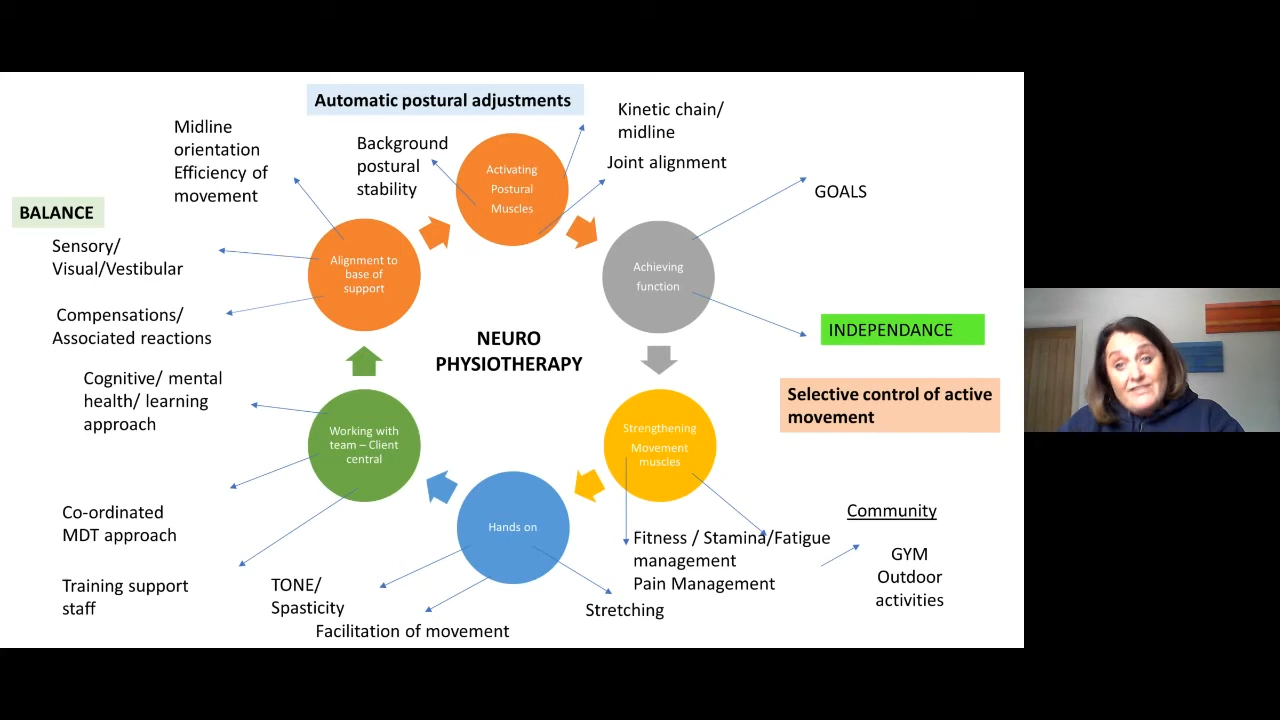 Automatic postural adjustments
Midline
orientation
Efficiency of
movement
Background
postural
stability
Activating
Postural
Muscles
Kinetic chain/
midline
Joint alignment
GOALS
BALANCE
Sensory/
Visual/Vestibular
Compensations/
Associated reactions
Alignment to
base of
support
Achieving
function
INDEPENDANCE
NEURO
PHYSIOTHERAPY
Selective control of active
movement
Cognitive/ mental
health/ learning
approach
Working with
team – Client
central
Strengthening
Movement
muscles
Co-ordinated
MDT approach
Training support
staff
Hands on
TONE/
Spasticity
Facilitation of movement
Stretching
Fitness / Stamina/Fatigue
management
Pain Management
Community
GYM
Outdoor
activities